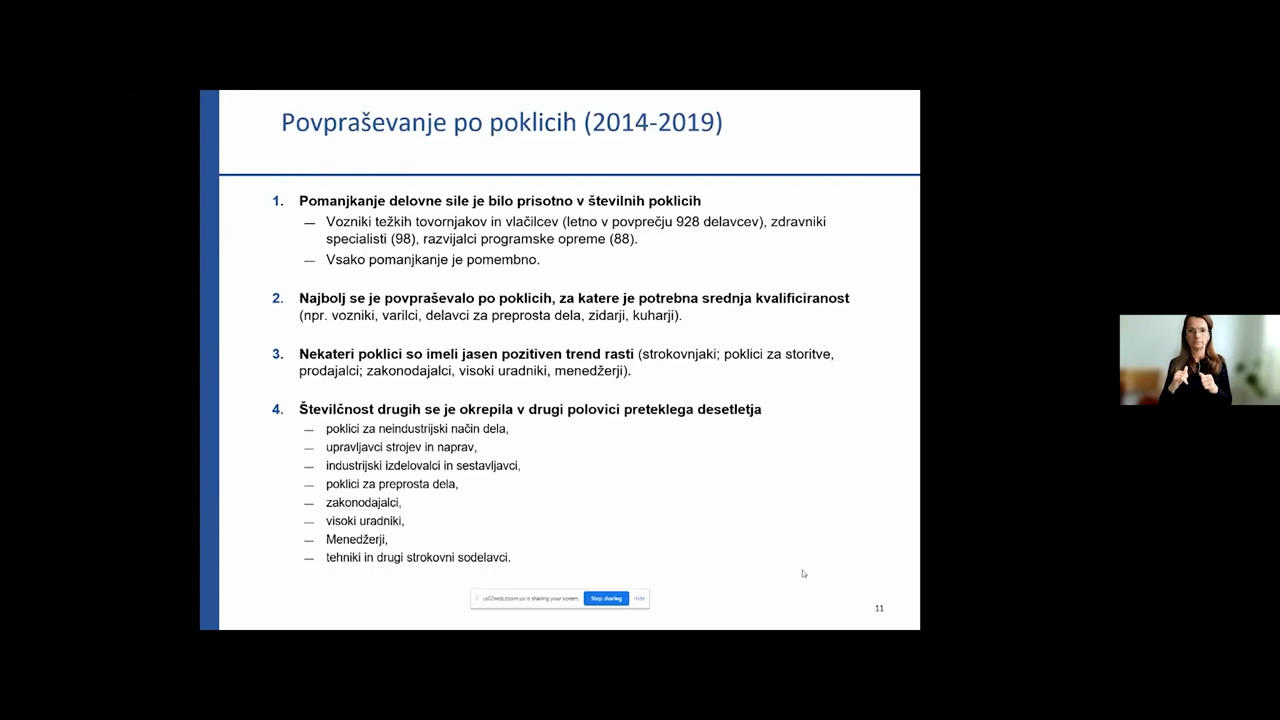 Povpraševanje po poklicih (2014-2019)
1. Pomanjkanje delovne sile je bilo prisotno v številnih poklicih
— Vozniki težkih tovornjakov in vlačilcev (letno v povprečju 928 delavcev), zdravniki
specialisti (98), razvijalci programske opreme (88).
— Vsako pomanjkanje je pomembno.
2. Najbolj se je povpraševalo po poklicih, za katere je potrebna srednja kvalificiranost
(npr. vozniki, varilci, delavci za preprosta dela, zidarji, kuharji).
3. Nekateri poklici so imeli jasen pozitiven trend rasti (strokovnjaki; poklici za storitve,
prodajalci; zakonodajalci, visoki uradniki, menedžerji).
4. Številčnost drugih se je okrepila v drugi polovici preteklega desetletja
— poklici za neindustrijski način dela,
— upravljavci strojev in naprav,
— industrijski izdelovalci in sestavljavci,
— poklici za preprosta dela,
— zakonodajalci,
— visoki uradniki,
— Menedžerji,
— tehniki in drugi strokovni sodelavci.
us02web.zoom.us is sharing your screen. Stop sharing Hide
11